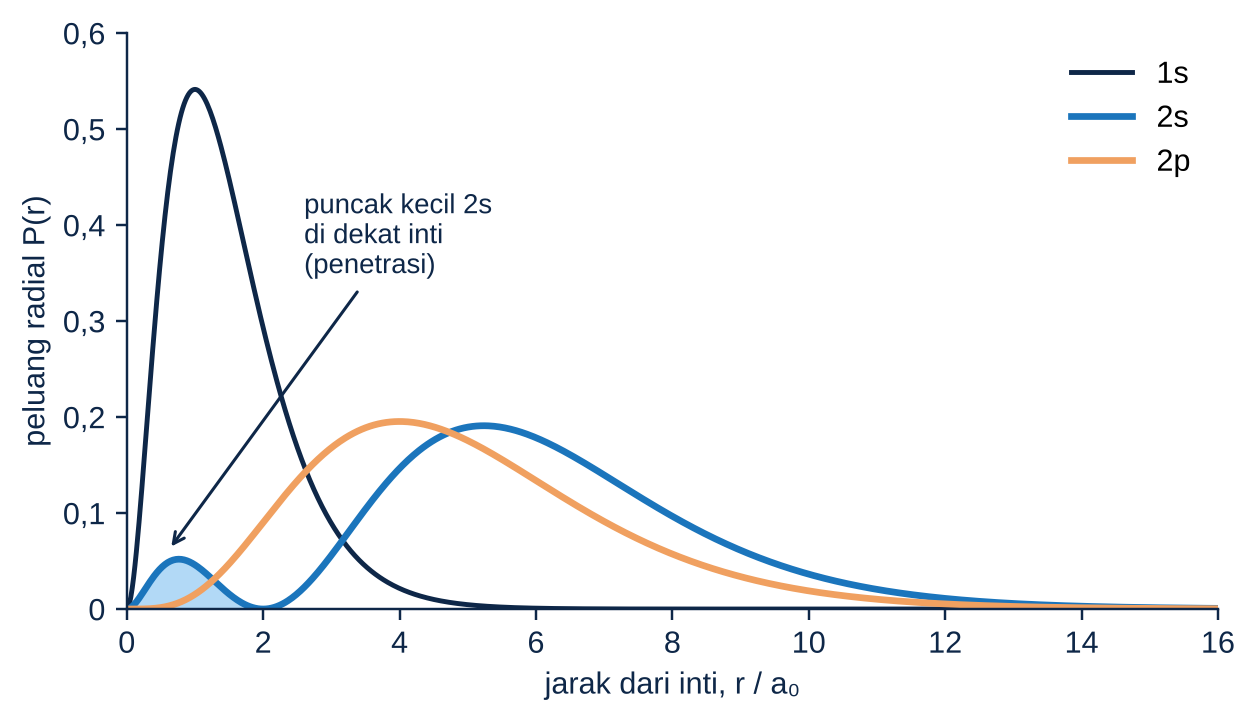 0,6
0,5
0,4
0,3
0,2
0,1
0
peluang radial P(r)
1s
2s
2p
puncak kecil 2s
di dekat inti
(penetrasi)
0 2 4 6 8 10 12 14 16
jarak dari inti, r / a₀